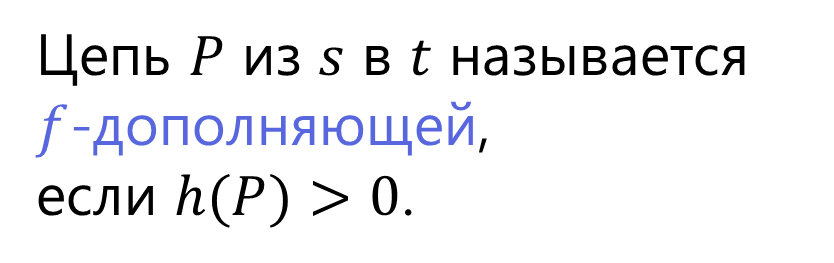 Цепь P из s в t называется
f-дополняющей,
если h(P) > 0.